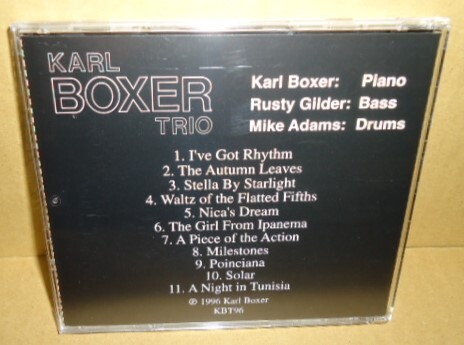 KARL
BOXER
TRIO
Karl Boxer: Piano
Rusty Gilder: Bass
Mike Adams: Drums
1. I've Got Rhythm
2. The Autumn Leaves
3. Stella By Starlight
4. Waltz of the Flatted Fifths
5. Nica's Dream
6. The Girl From Ipanema
7. A Piece of the Action
8. Milestones
9. Poinciana
10. Solar
11. A Night in Tunisia
℗ 1996 Karl Boxer
KBT96